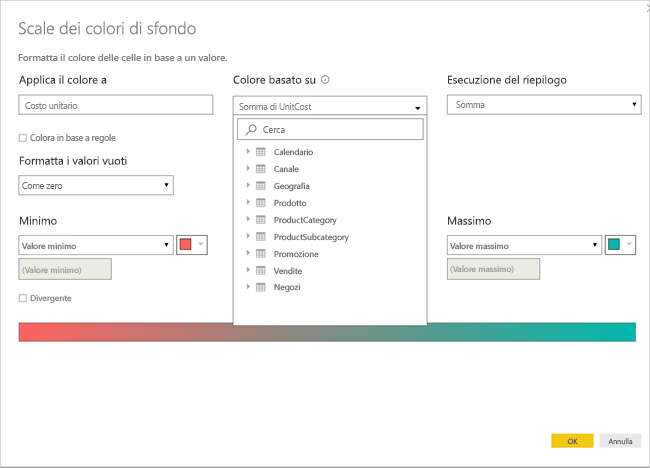 Scale dei colori di sfondo
Formatta il colore delle celle in base a un valore.
Applica il colore a
Colore basato su
Esecuzione del riepilogo
Costo unitario
Somma di UnitCost
Somma
Cerca
Colora in base a regole
Calendario
Formatta i valori vuoti
Canale
Come zero
Geografia
Prodotto
Minimo
ProductCategory
Massimo
ProductSubcategory
Valore minimo
Promozione
Valore massimo
(Valore minimo)
Vendite
(Valore massimo)
Negozi
Divergente
OK
Annulla